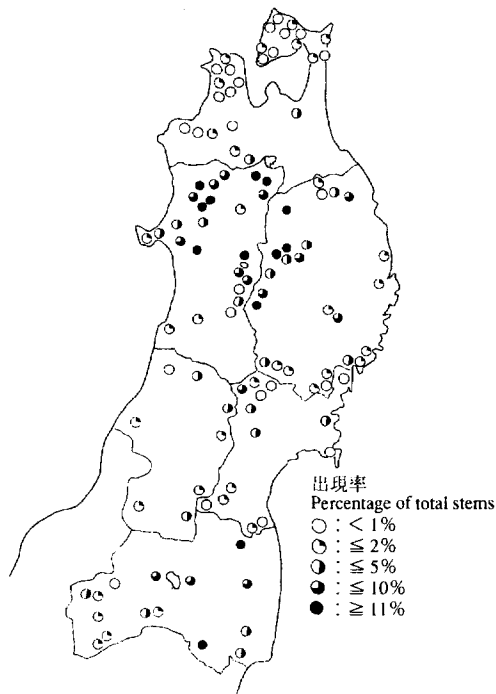 出現率
Percentage of total stems
○ : < 1%
◔ : ≦ 2%
◑ : ≦ 5%
◕ : ≦ 10%
● : ≧ 11%